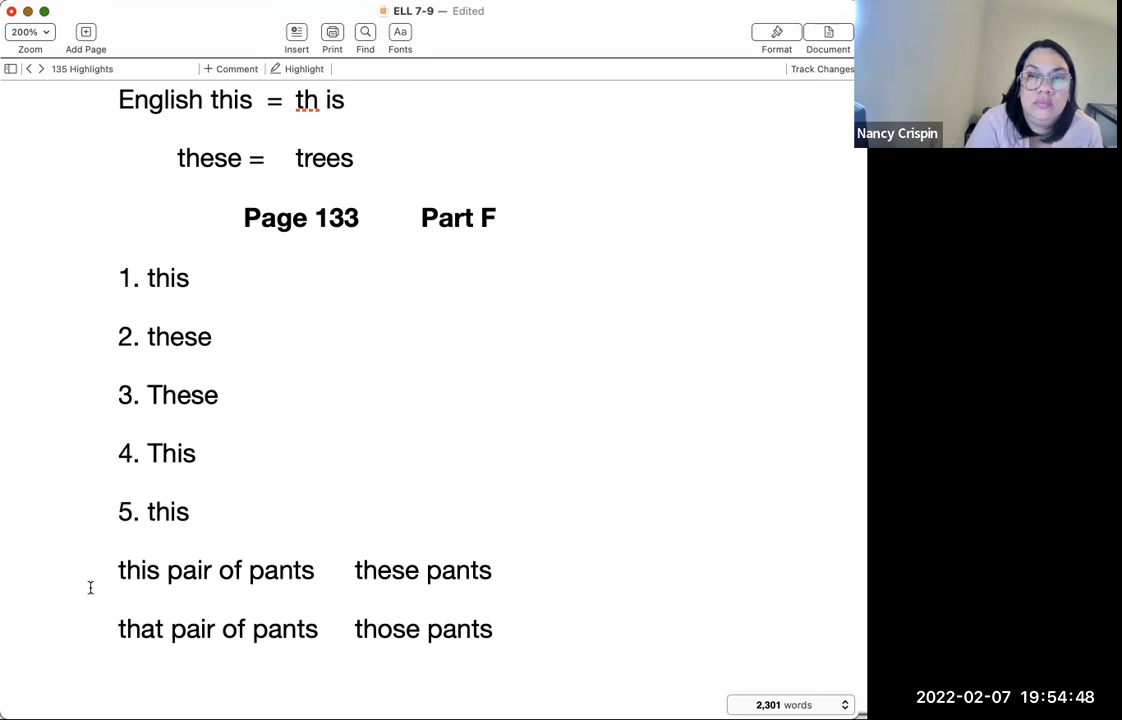 ELL 7-9 — Edited
200%
Zoom
Add Page
Insert
Print
Find
Aa
Fonts
Format
Document
135 Highlights
+ Comment
Highlight
Track Changes
English this = th is
these = trees
Page 133 Part F
1. this
2. these
3. These
4. This
5. this
this pair of pants these pants
that pair of pants those pants
2,301 words
Nancy Crispin
2022-02-07 19:54:48